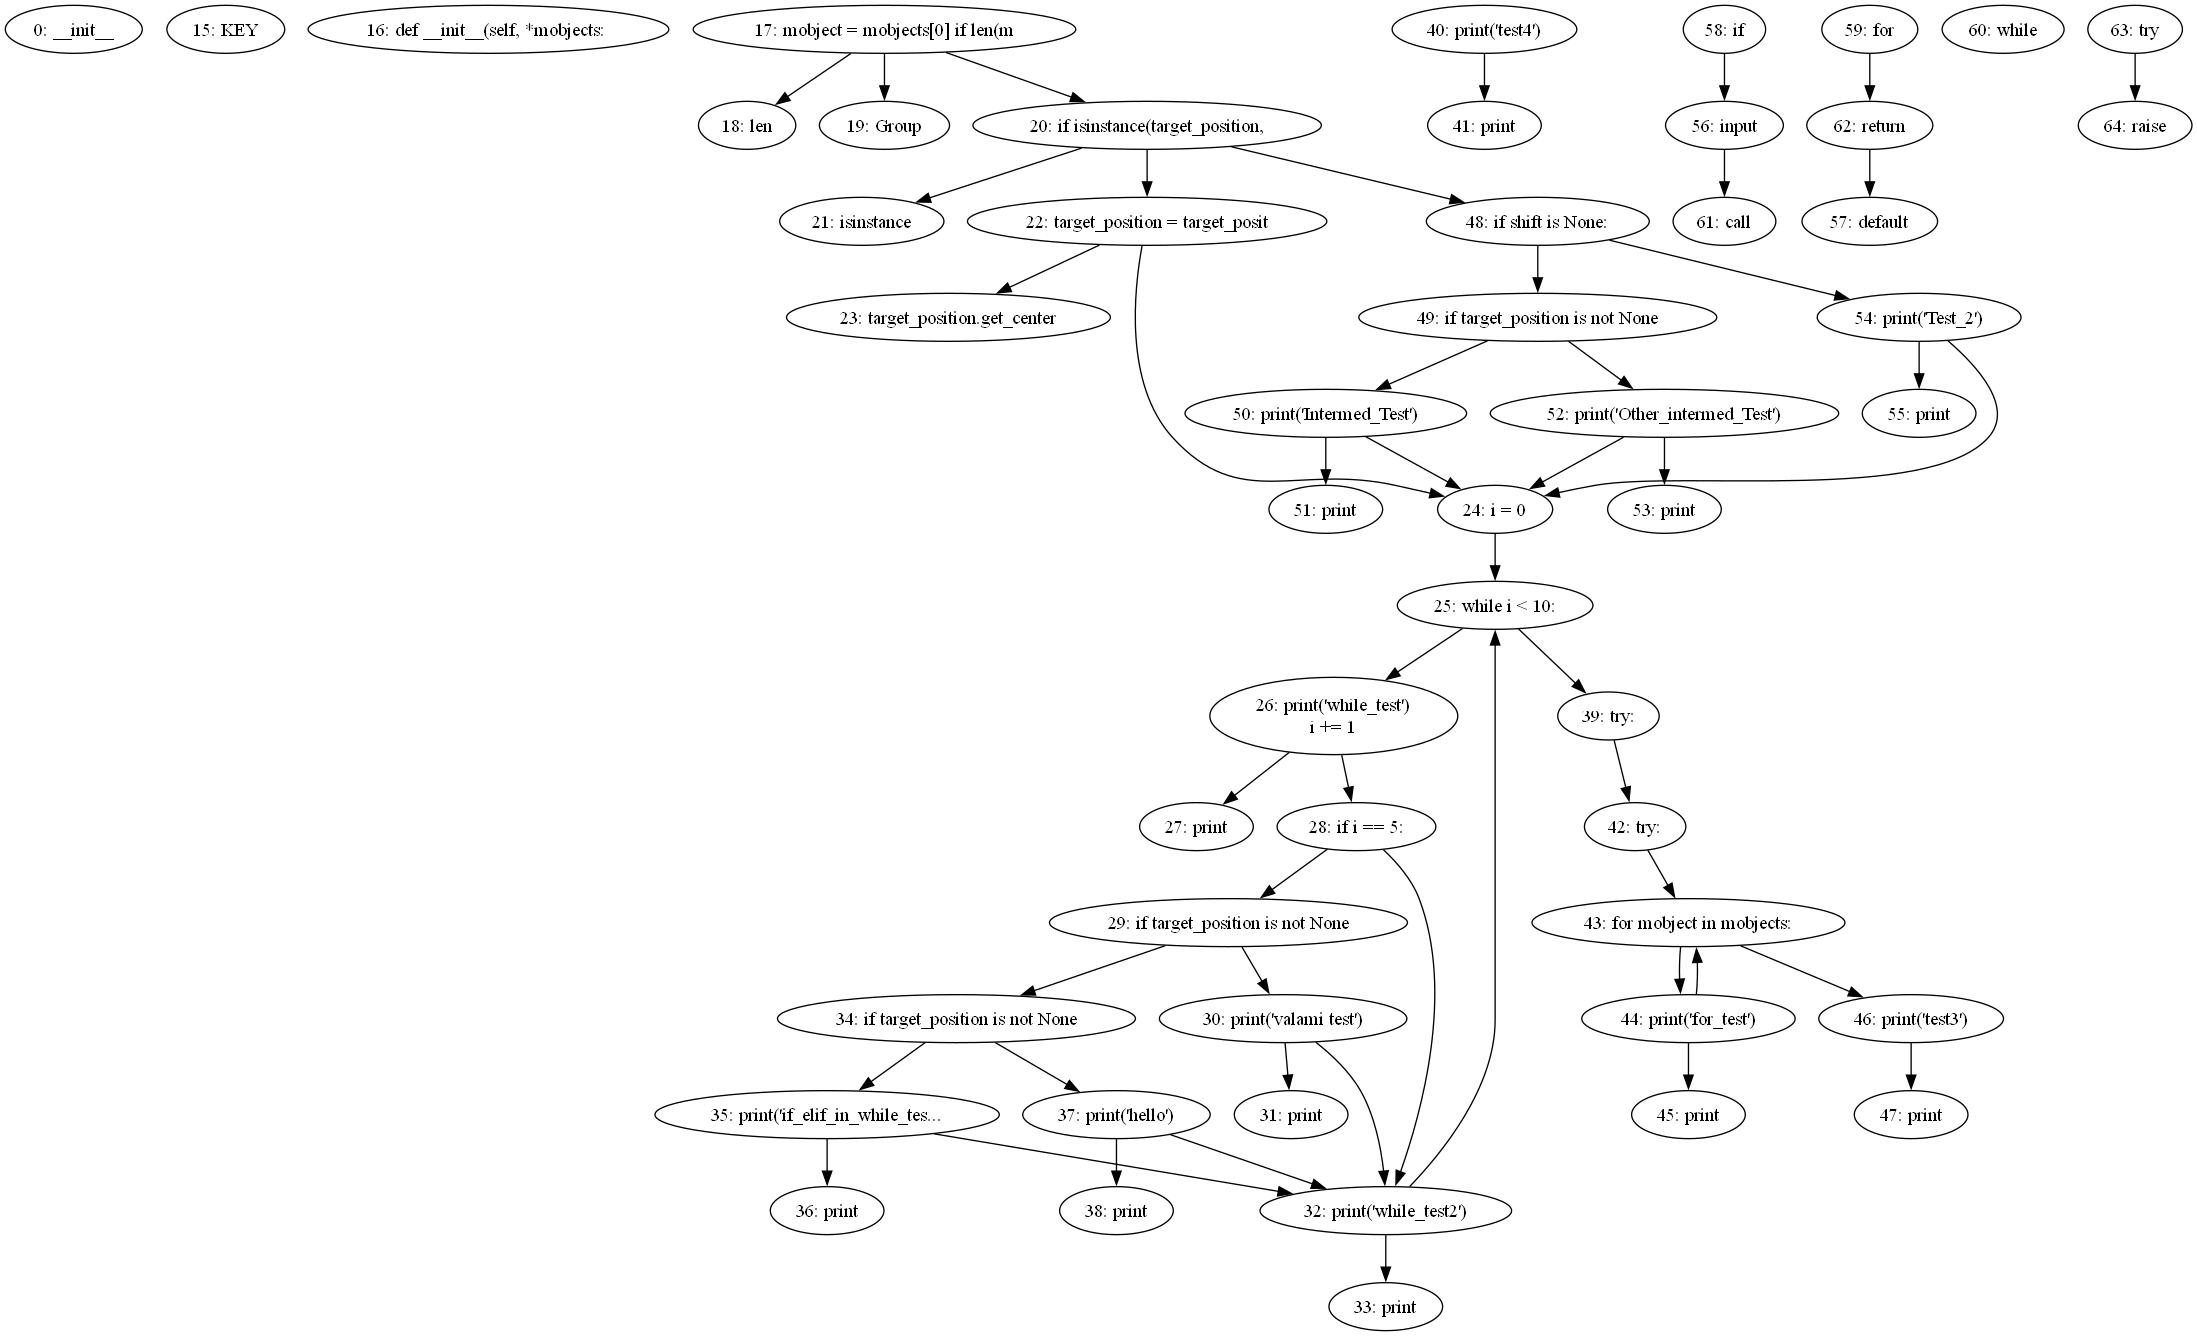 0: __init__
15: KEY
16: def __init__(self, *mobjects:
17: mobject = mobjects[0] if len(m
40: print('test4')
58: if
59: for
60: while
63: try
18: len
19: Group
20: if isinstance(target_position,
41: print
56: input
62: return
64: raise
21: isinstance
22: target_position = target_posit
48: if shift is None:
61: call
57: default
23: target_position.get_center
49: if target_position is not None
54: print('Test_2')
50: print('Intermed_Test')
52: print('Other_intermed_Test')
55: print
51: print
24: i = 0
53: print
25: while i < 10:
26: print('while_test')
i += 1
39: try:
27: print
28: if i == 5:
42: try:
29: if target_position is not None
43: for mobject in mobjects:
34: if target_position is not None
30: print('valami test')
44: print('for_test')
46: print('test3')
35: print('if_elif_in_while_tes...
37: print('hello')
31: print
45: print
47: print
36: print
38: print
32: print('while_test2')
33: print